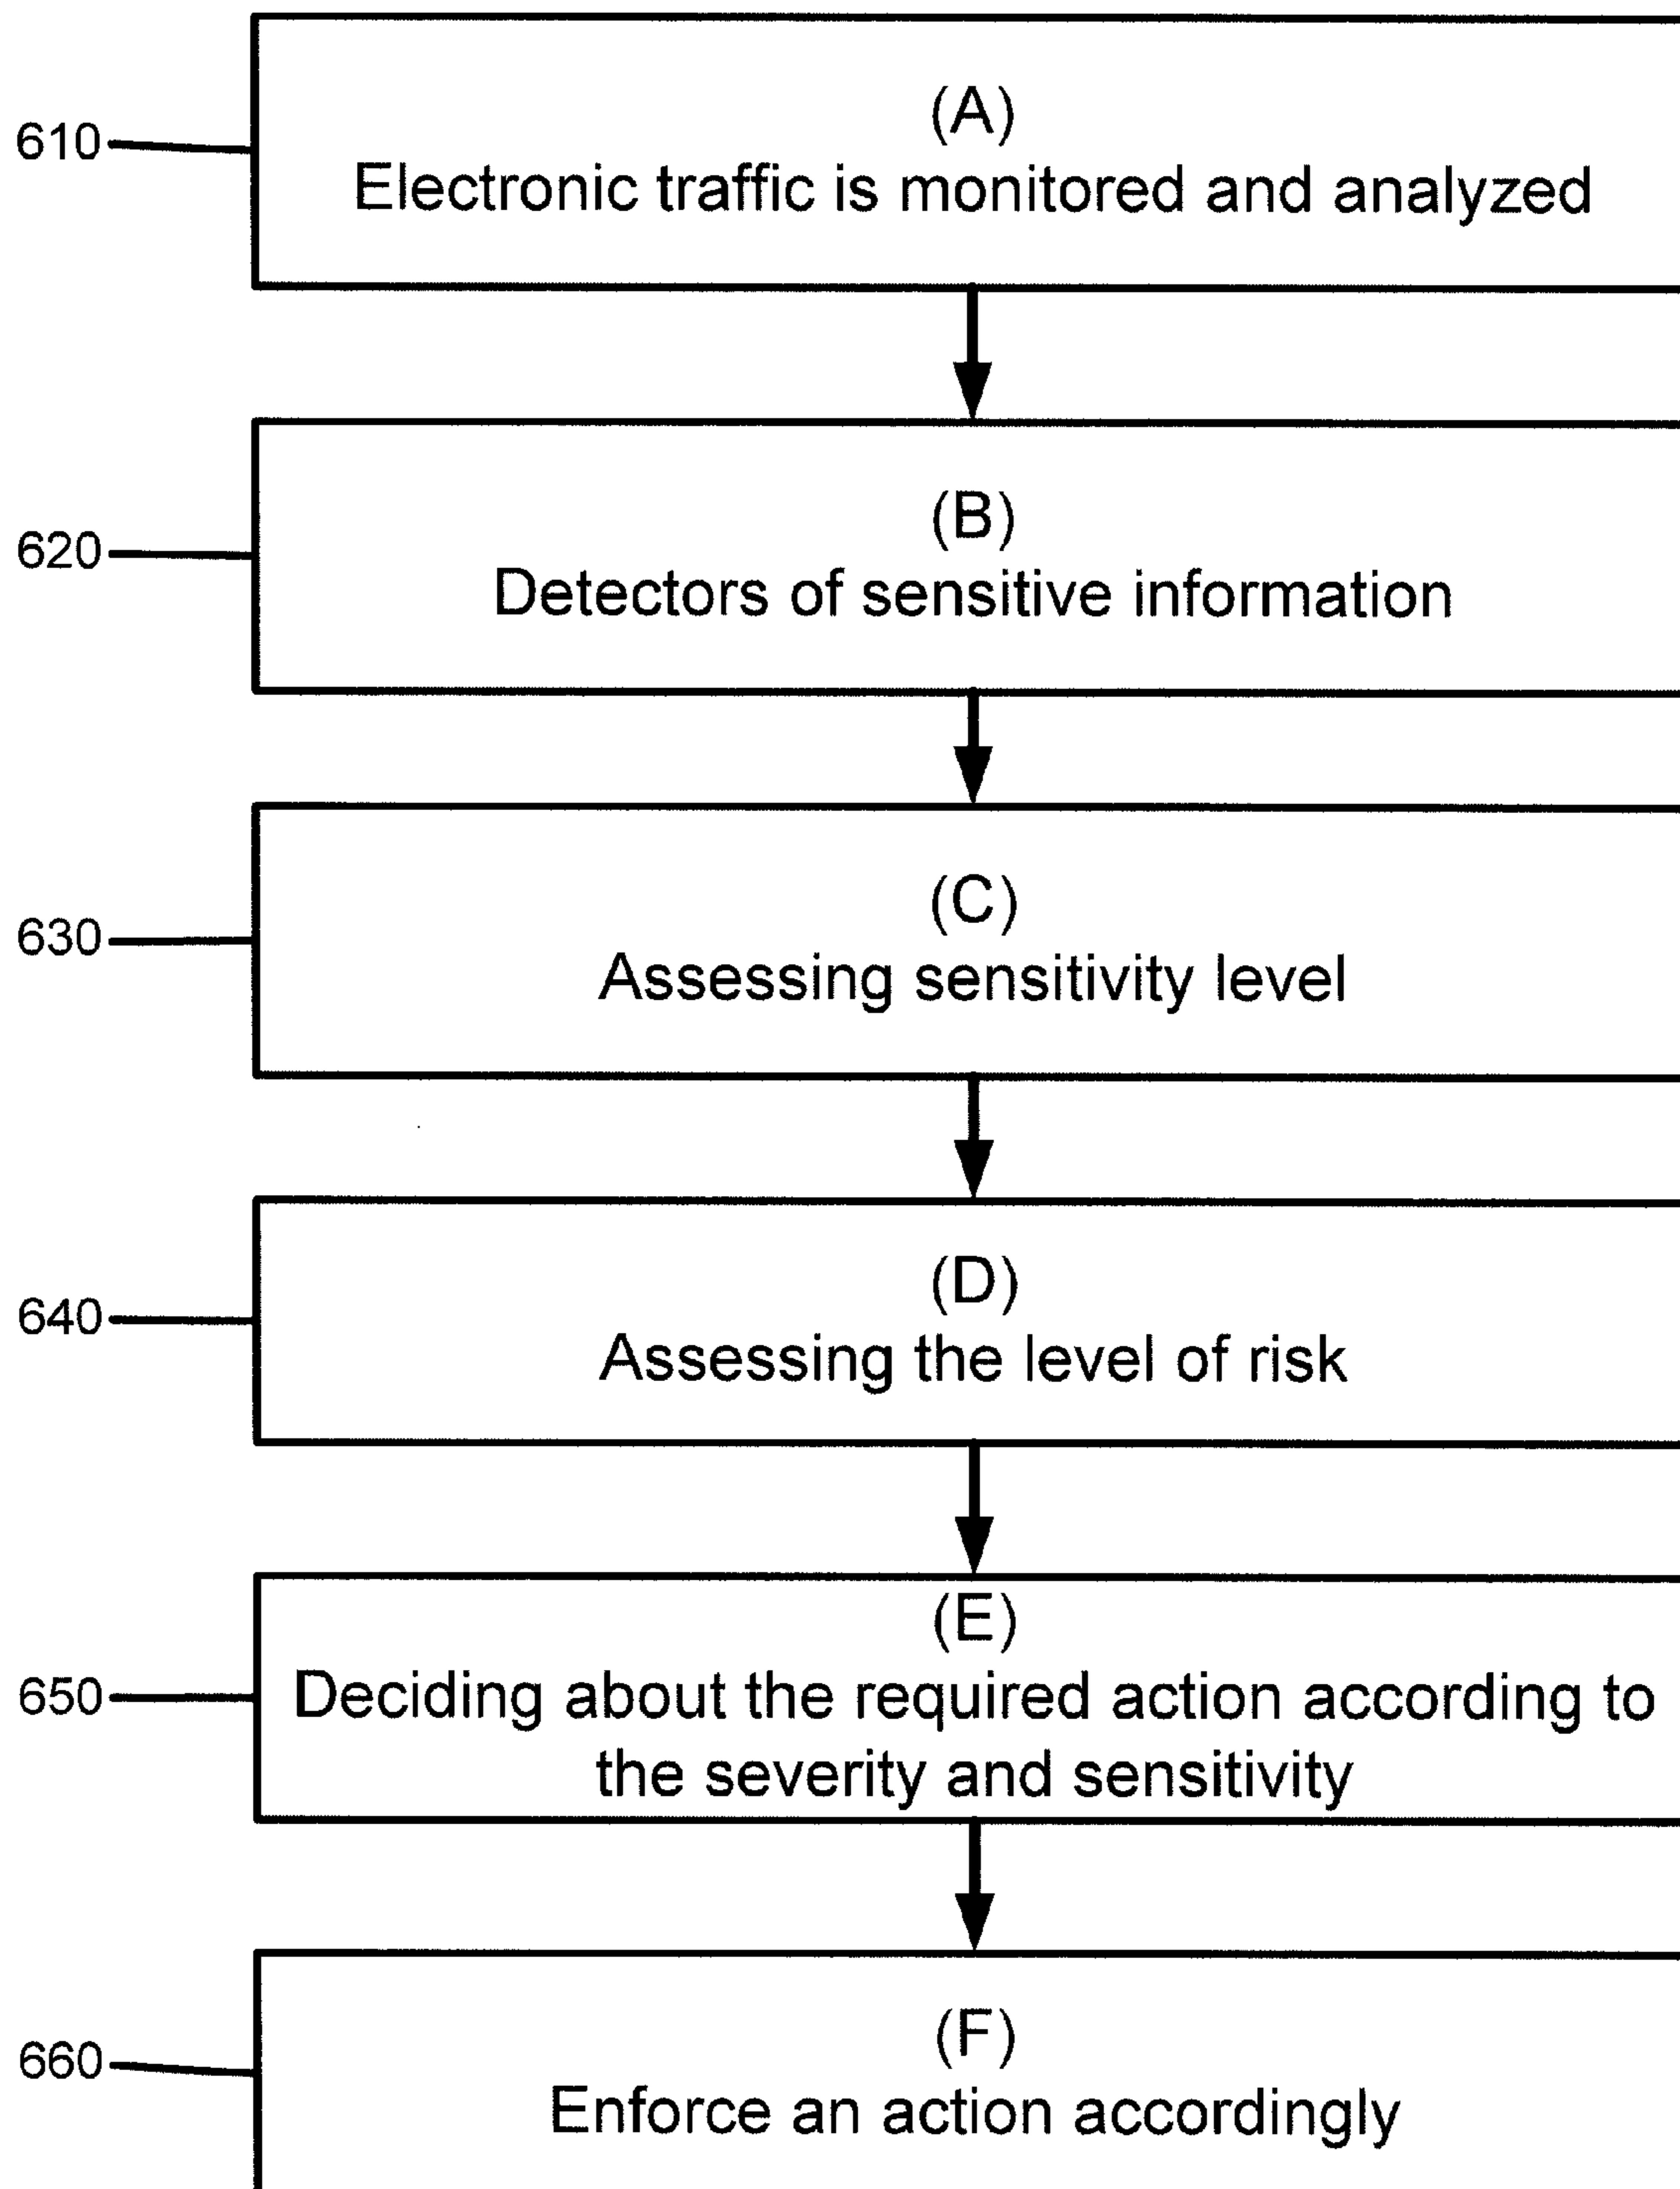 610
(A)
Electronic traffic is monitored and analyzed
620
(B)
Detectors of sensitive information
630
(C)
Assessing sensitivity level
640
(D)
Assessing the level of risk
650
(E)
Deciding about the required action according to
the severity and sensitivity
660
(F)
Enforce an action accordingly